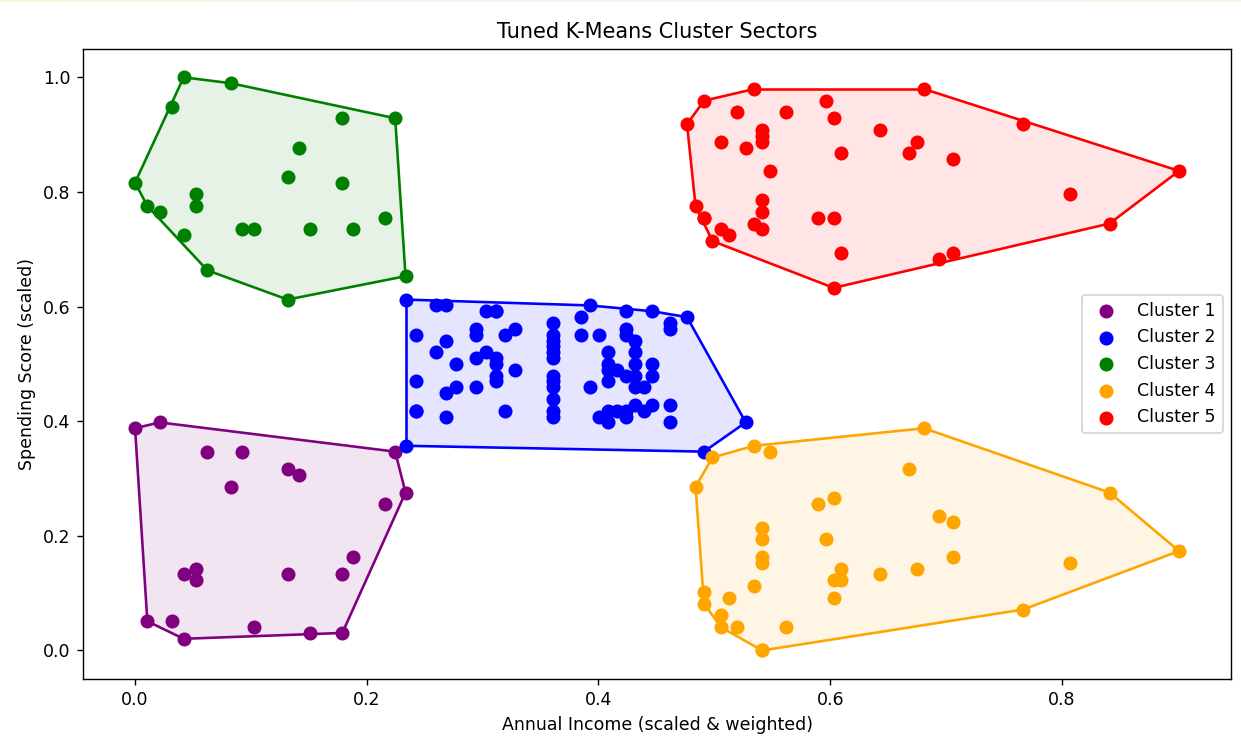 Tuned K-Means Cluster Sectors
1.0
0.8
0.6
0.4
0.2
0.0
Spending Score (scaled)
Cluster 1
Cluster 2
Cluster 3
Cluster 4
Cluster 5
0.0 0.2 0.4 0.6 0.8
Annual Income (scaled & weighted)